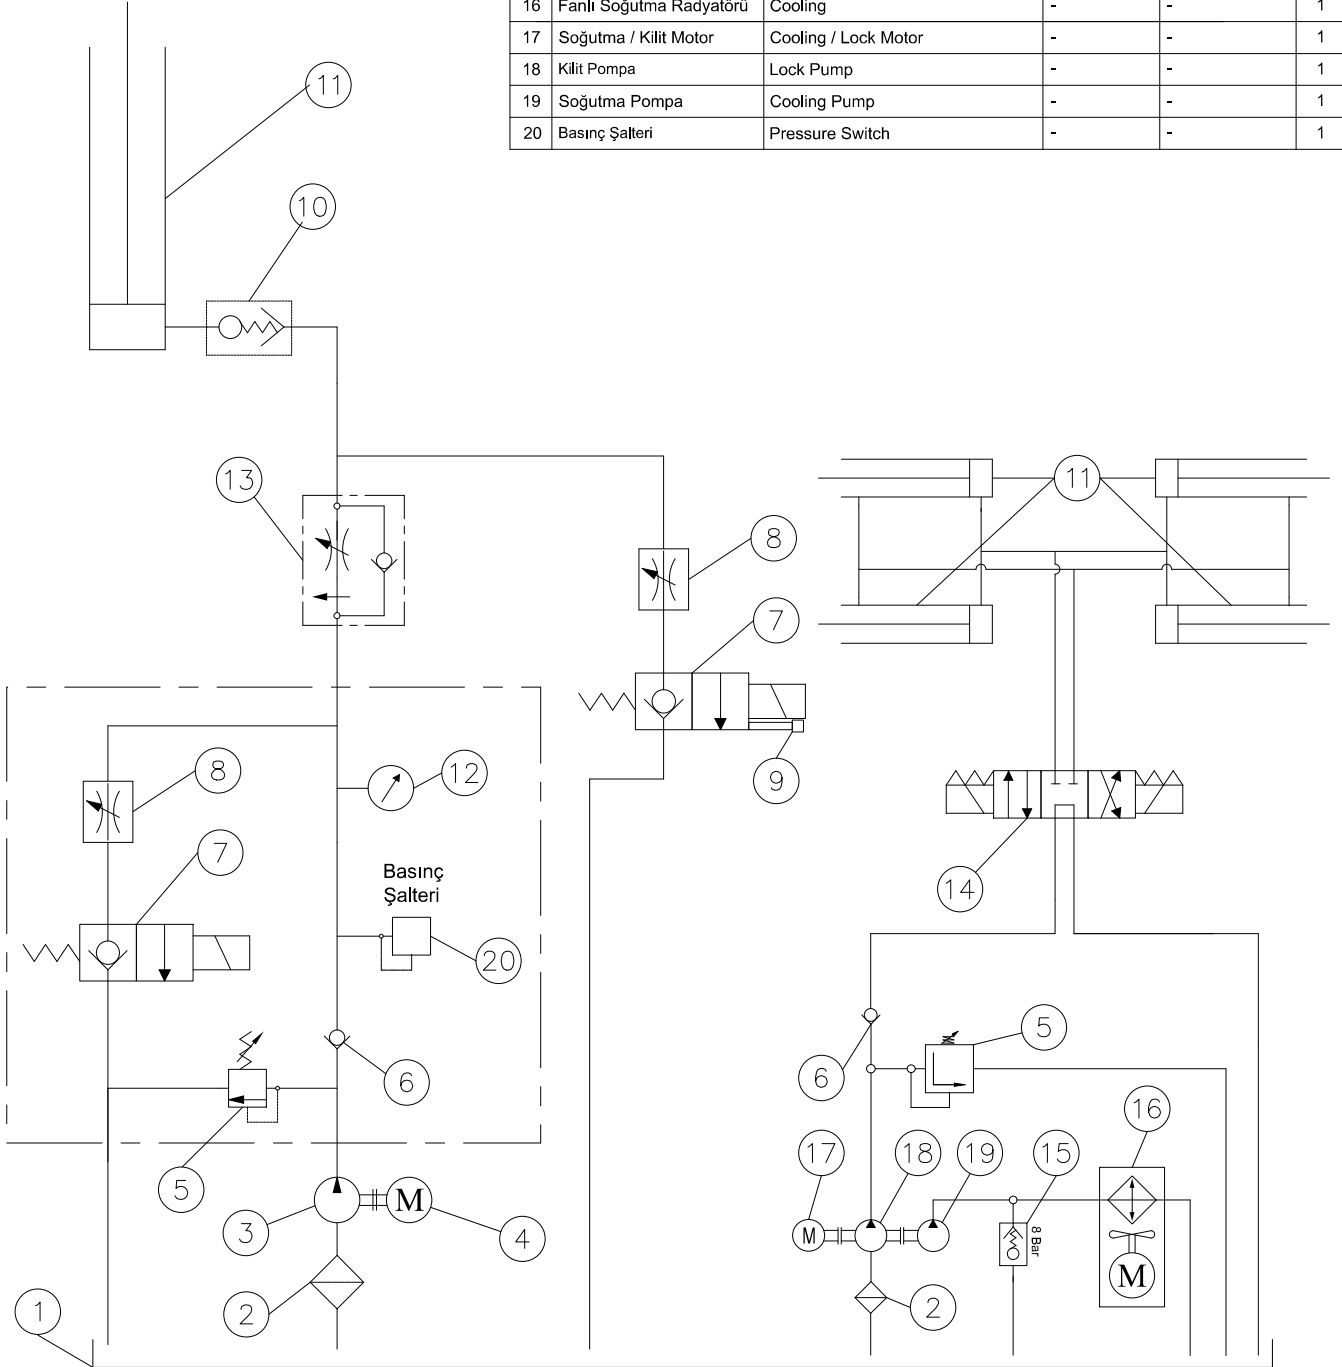 16 Fanlı Soğutma Radyatörü Cooling - - 1
17 Soğutma / Kilit Motor Cooling / Lock Motor - - 1
18 Kilit Pompa Lock Pump - - 1
19 Soğutma Pompa Cooling Pump - - 1
20 Basınç Şalteri Pressure Switch - - 1
11
10
13
11
8
7
8
12
9
7
Basınç
Şalteri
14
20
5
6
6
16
17
18
19
15
5
3
M
4
M
8 Bar
M
2
2
1